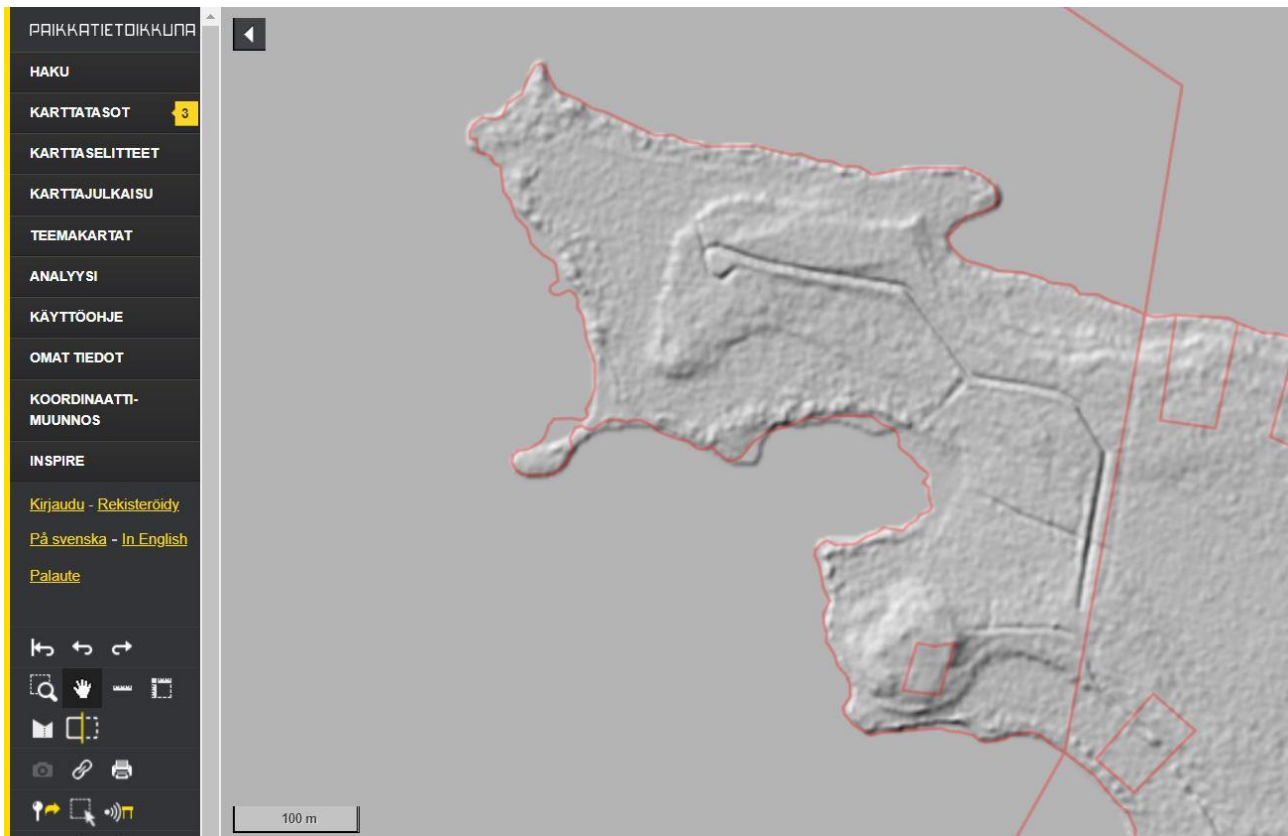 PAIKKATIETOIKKUNA
HAKU
KARTTATASOT 3
KARTTASELITTEET
KARTTAJULKAISU
TEEMAKARTAT
ANALYYSI
KÄYTTÖOHJE
OMAT TIEDOT
KOORDINAATTI-
MUUNNOS
INSPIRE
Kirjaudu - Rekisteröidy
På svenska - In English
Palaute
100 m